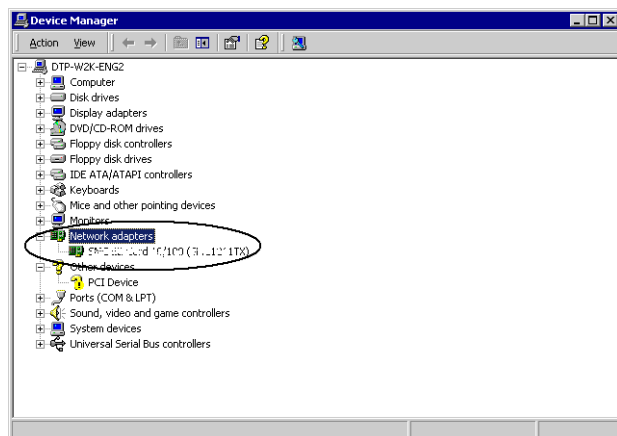 Device Manager
Action View
DTP-W2K-ENG2
Computer
Disk drives
Display adapters
DVD/CD-ROM drives
Floppy disk controllers
Floppy disk drives
IDE ATA/ATAPI controllers
Keyboards
Mice and other pointing devices
Monitors
Network adapters
Other devices
PCI Device
Ports (COM & LPT)
Sound, video and game controllers
System devices
Universal Serial Bus controllers